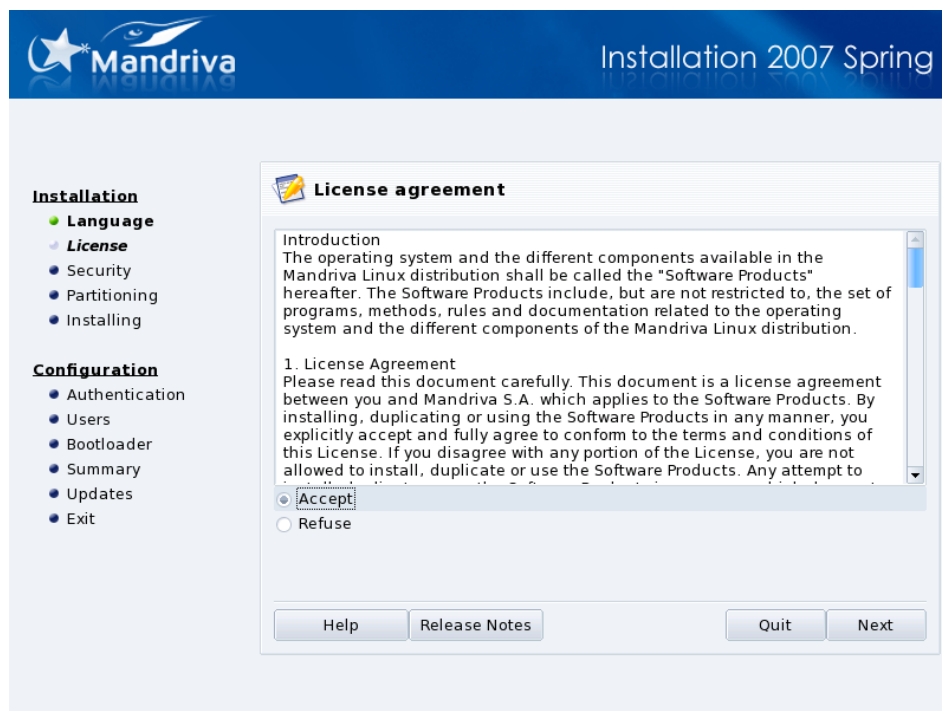 Mandriva
Installation 2007 Spring
Installation
Language
License
Security
Partitioning
Installing
Configuration
Authentication
Users
Bootloader
Summary
Updates
Exit
License agreement
Introduction
The operating system and the different components available in the
Mandriva Linux distribution shall be called the "Software Products"
hereafter. The Software Products include, but are not restricted to, the set of
programs, methods, rules and documentation related to the operating
system and the different components of the Mandriva Linux distribution.
1. License Agreement
Please read this document carefully. This document is a license agreement
between you and Mandriva S.A. which applies to the Software Products. By
installing, duplicating or using the Software Products in any manner, you
explicitly accept and fully agree to conform to the terms and conditions of
this License. If you disagree with any portion of the License, you are not
allowed to install, duplicate or use the Software Products. Any attempt to
Accept
Refuse
Help
Release Notes
Quit
Next